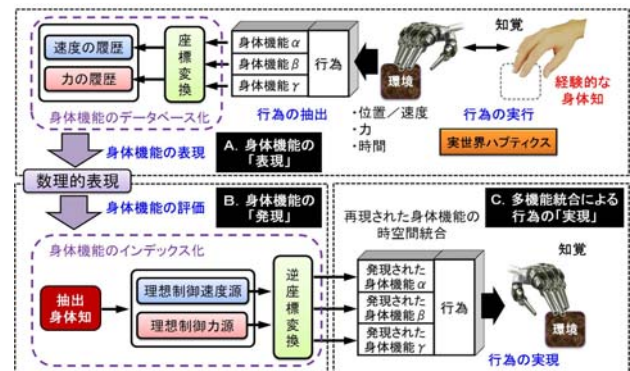 知覚
速度の履歴
力の履歴
座標変換
身体機能α
身体機能β
身体機能γ
行為
環境
経験的な
身体知
身体機能のデータベース化
行為の抽出
・位置／速度
・力
・時間
行為の実行
実世界ハプティクス
身体機能の表現
A. 身体機能の
「表現」
数理的表現
身体機能の評価
B. 身体機能の
「発現」
C. 多機能統合による
行為の「実現」
身体機能のインデックス化
再現された身体機能の
時空間統合
知覚
抽出
身体知
理想制御速度源
理想制御力源
逆座標変換
発現された
身体機能α
発現された
身体機能β
発現された
身体機能γ
行為
環境
行為の実現